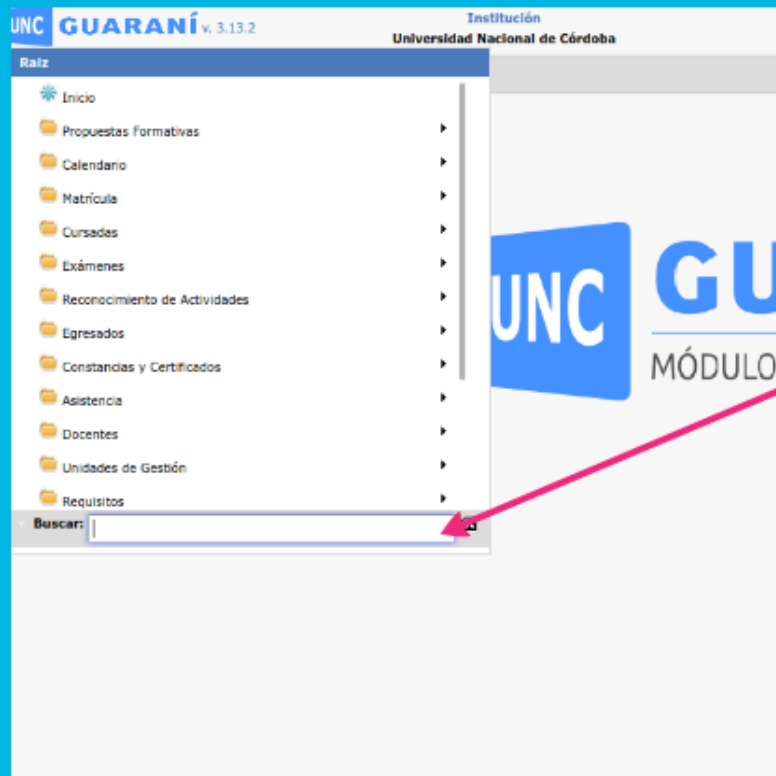 UNC GUARANÍ v. 3.13.2
Institución
Universidad Nacional de Córdoba
Raiz
Inicio
Propuestas Formativas
Calendario
Matrícula
Cursadas
Exámenes
Reconocimiento de Actividades
Egresados
Constancias y Certificados
Asistencia
Docentes
Unidades de Gestión
Requisitos
Buscar:
UNC
GU
MÓDULO